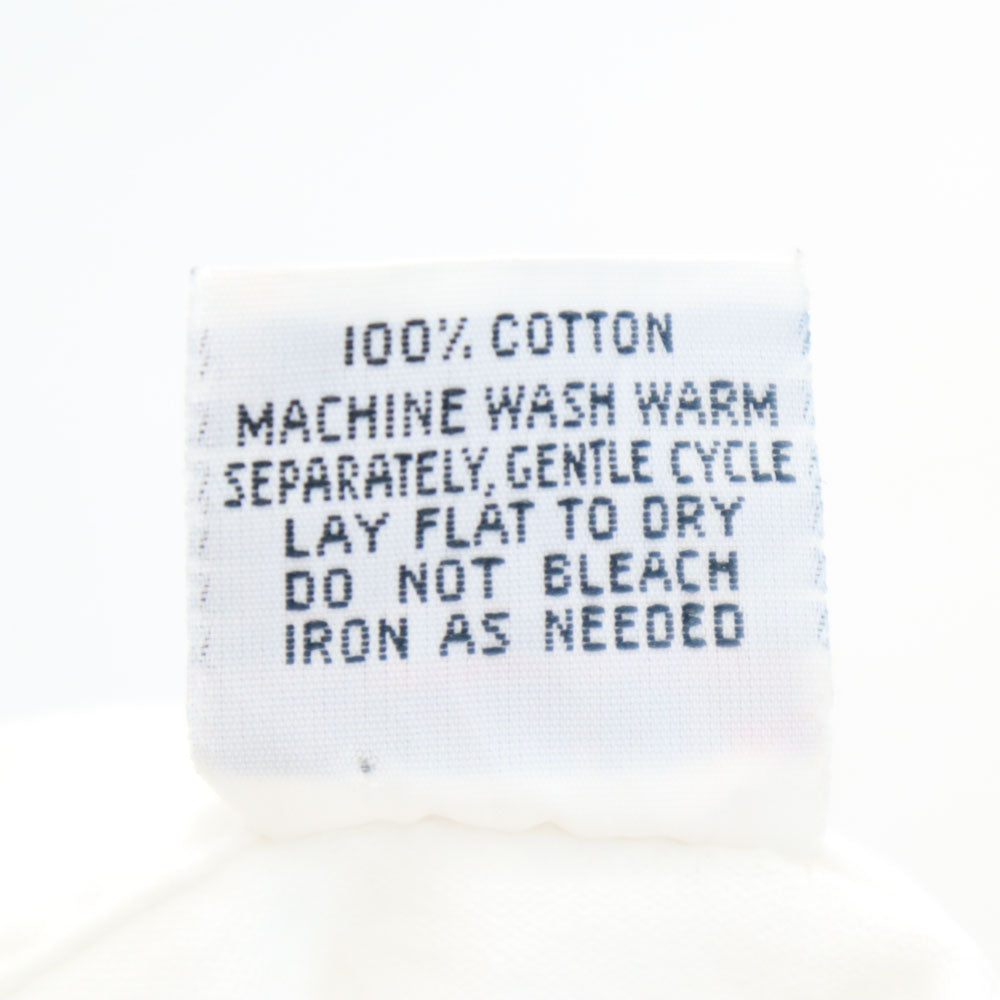 100% COTTON
MACHINE WASH WARM
SEPARATELY, GENTLE CYCLE
LAY FLAT TO DRY
DO NOT BLEACH
IRON AS NEEDED